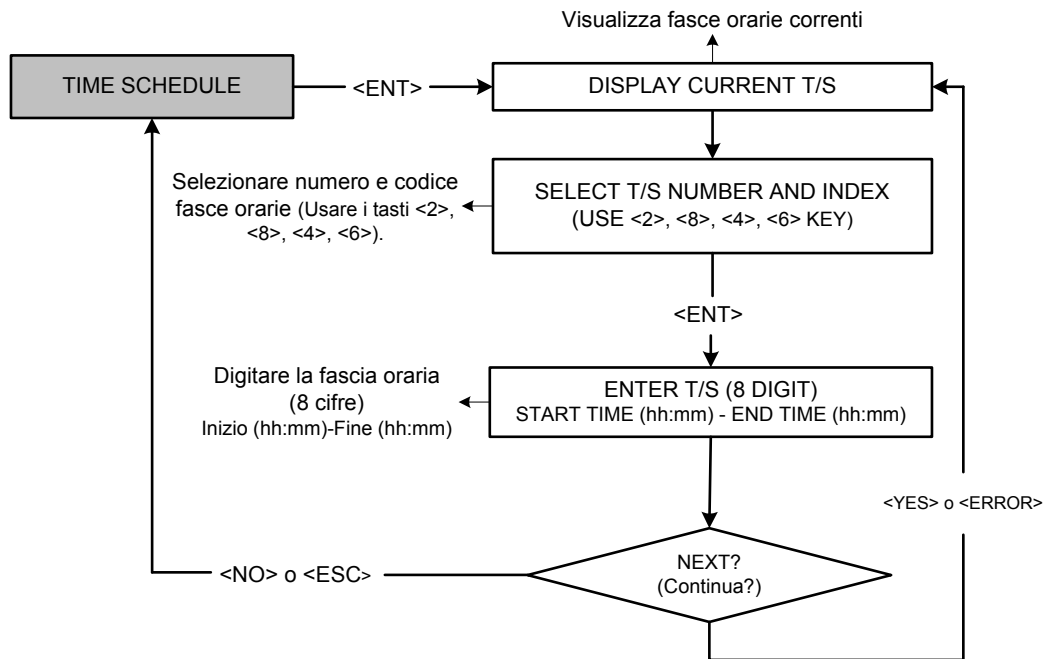 Visualizza fasce orarie correnti
TIME SCHEDULE
<ENT>
DISPLAY CURRENT T/S
Selezionare numero e codice
fasce orarie (Usare i tasti <2>,
<8>, <4>, <6>).
SELECT T/S NUMBER AND INDEX
(USE <2>, <8>, <4>, <6> KEY)
<ENT>
Digitare la fascia oraria
(8 cifre)
Inizio (hh:mm)-Fine (hh:mm)
ENTER T/S (8 DIGIT)
START TIME (hh:mm) - END TIME (hh:mm)
<YES> o <ERROR>
<NO> o <ESC>
NEXT?
(Continua?)